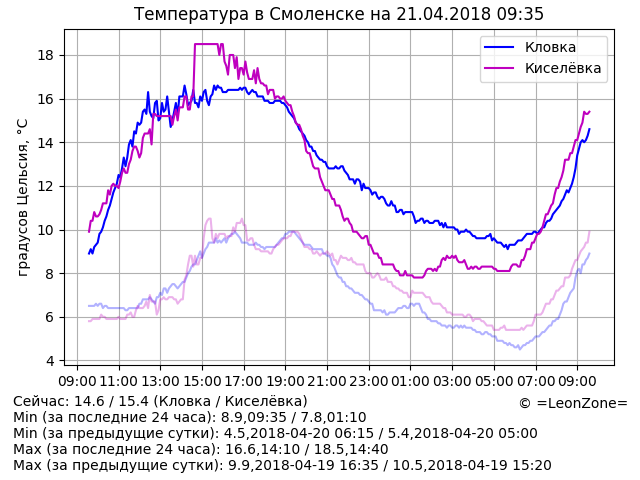 Температура в Смоленске на 21.04.2018 09:35
Кловка
Киселёвка
градусов Цельсия, °C
18
16
14
12
10
8
6
4
09:00 11:00 13:00 15:00 17:00 19:00 21:00 23:00 01:00 03:00 05:00 07:00 09:00
Сейчас: 14.6 / 15.4 (Кловка / Киселёвка)
© =LeonZone=
Min (за последние 24 часа): 8.9,09:35 / 7.8,01:10
Min (за предыдущие сутки): 4.5,2018-04-20 06:15 / 5.4,2018-04-20 05:00
Max (за последние 24 часа): 16.6,14:10 / 18.5,14:40
Max (за предыдущие сутки): 9.9,2018-04-19 16:35 / 10.5,2018-04-19 15:20